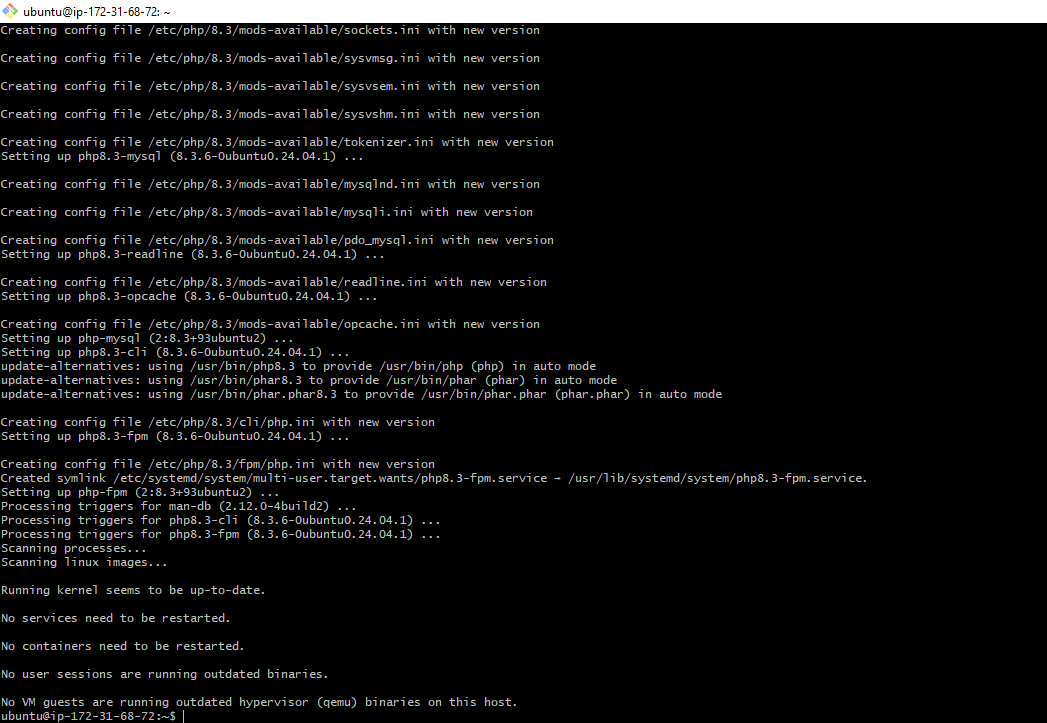 ubuntu@ip-172-31-68-72: ~
Creating config file /etc/php/8.3/mods-available/sockets.ini with new version
Creating config file /etc/php/8.3/mods-available/sysvmsg.ini with new version
Creating config file /etc/php/8.3/mods-available/sysvsem.ini with new version
Creating config file /etc/php/8.3/mods-available/sysvshm.ini with new version
Creating config file /etc/php/8.3/mods-available/tokenizer.ini with new version
Setting up php8.3-mysql (8.3.6-0ubuntu0.24.04.1) ...
Creating config file /etc/php/8.3/mods-available/mysqlnd.ini with new version
Creating config file /etc/php/8.3/mods-available/mysqli.ini with new version
Creating config file /etc/php/8.3/mods-available/pdo_mysql.ini with new version
Setting up php8.3-readline (8.3.6-0ubuntu0.24.04.1) ...
Creating config file /etc/php/8.3/mods-available/readline.ini with new version
Setting up php8.3-opcache (8.3.6-0ubuntu0.24.04.1) ...
Creating config file /etc/php/8.3/mods-available/opcache.ini with new version
Setting up php-mysql (2:8.3+93ubuntu2) ...
Setting up php8.3-cli (8.3.6-0ubuntu0.24.04.1) ...
update-alternatives: using /usr/bin/php8.3 to provide /usr/bin/php (php) in auto mode
update-alternatives: using /usr/bin/phar8.3 to provide /usr/bin/phar (phar) in auto mode
update-alternatives: using /usr/bin/phar.phar8.3 to provide /usr/bin/phar.phar (phar.phar) in auto mode
Creating config file /etc/php/8.3/cli/php.ini with new version
Setting up php8.3-fpm (8.3.6-0ubuntu0.24.04.1) ...
Creating config file /etc/php/8.3/fpm/php.ini with new version
Created symlink /etc/systemd/system/multi-user.target.wants/php8.3-fpm.service → /usr/lib/systemd/system/php8.3-fpm.service.
Setting up php-fpm (2:8.3+93ubuntu2) ...
Processing triggers for man-db (2.12.0-4build2) ...
Processing triggers for php8.3-cli (8.3.6-0ubuntu0.24.04.1) ...
Processing triggers for php8.3-fpm (8.3.6-0ubuntu0.24.04.1) ...
Scanning processes...
Scanning linux images...
Running kernel seems to be up-to-date.
No services need to be restarted.
No containers need to be restarted.
No user sessions are running outdated binaries.
No VM guests are running outdated hypervisor (qemu) binaries on this host.
ubuntu@ip-172-31-68-72:~$